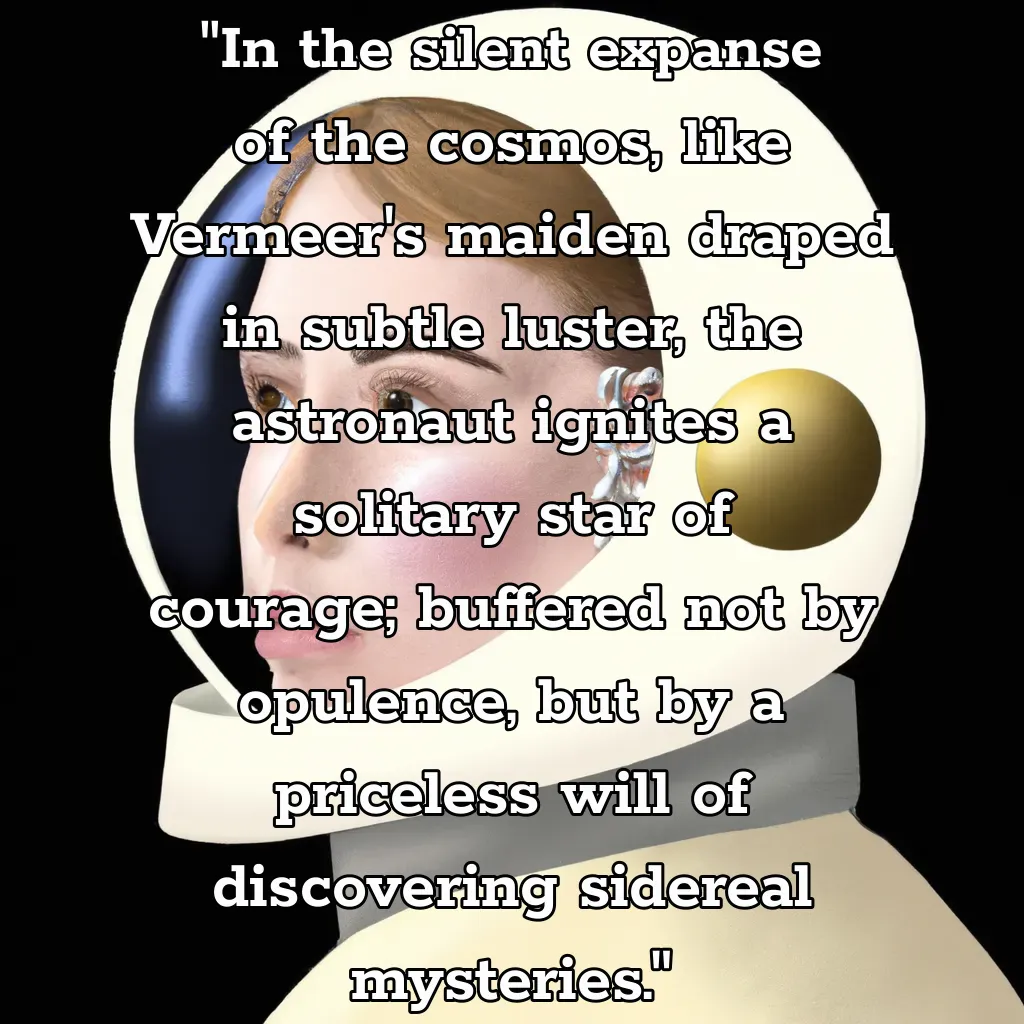 "In the silent expanse
of the cosmos, like
Vermeer's maiden draped
in subtle luster, the
astronaut ignites a
solitary star of
courage; buffered not by
opulence, but by a
priceless will of
discovering sidereal
mysteries."